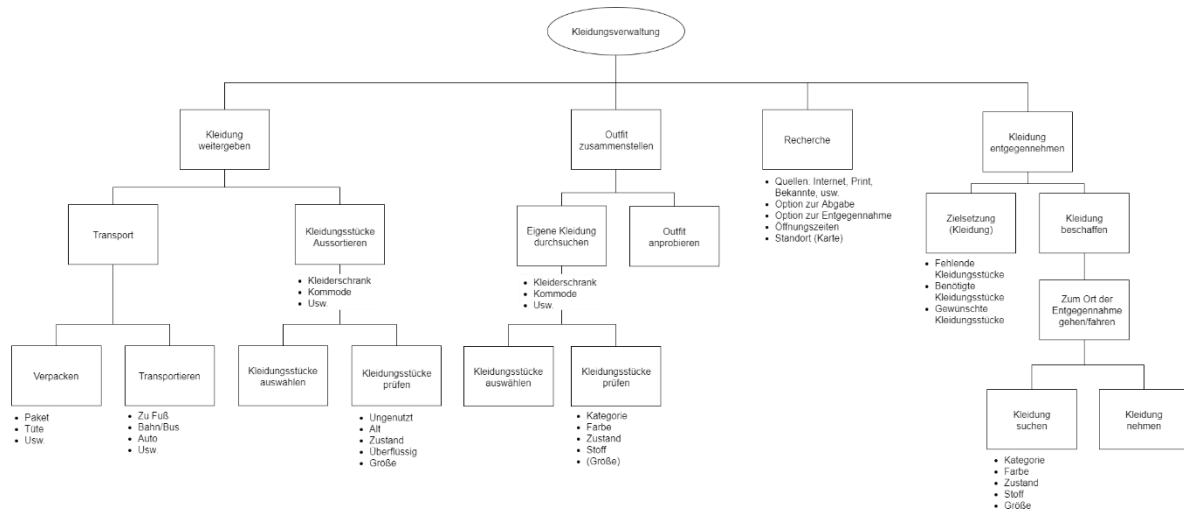 Kleidungsverwaltung
Kleidung
weitergeben
Outfit
zusammenstellen
Recherche
Kleidung
entgegennehmen
• Quellen: Internet, Print,
Bekannte, usw.
• Option zur Abgabe
• Option zur Entgegennahme
• Öffnungszeiten
• Standort (Karte)
Transport
Kleidungsstücke
Aussortieren
• Kleiderschrank
• Kommode
• Usw.
Eigene Kleidung
durchsuchen
• Kleiderschrank
• Kommode
• Usw.
Outfit
anprobieren
Zielsetzung
(Kleidung)
• Fehlende
Kleidungsstücke
• Benötigte
Kleidungsstücke
• Gewünschte
Kleidungsstücke
Kleidung
beschaffen
Zum Ort der
Entgegennahme
gehen/fahren
Verpacken
• Paket
• Tüte
• Usw.
Transportieren
• Zu Fuß
• Bahn/Bus
• Auto
• Usw.
Kleidungsstücke
auswählen
Kleidungsstücke
prüfen
• Ungenutzt
• Alt
• Zustand
• Überflüssig
• Größe
Kleidungsstücke
auswählen
Kleidungsstücke
prüfen
• Kategorie
• Farbe
• Zustand
• Stoff
• (Größe)
Kleidung
suchen
• Kategorie
• Farbe
• Zustand
• Stoff
• Größe
Kleidung
nehmen